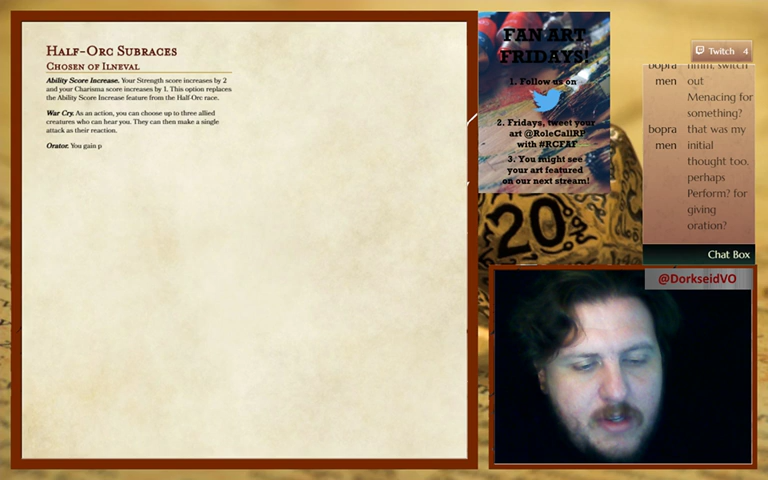 Half-Orc Subraces
Chosen of Ilneval
Ability Score Increase. Your Strength score increases by 2
and your Charisma score increases by 1. This option replaces
the Ability Score Increase feature from the Half-Orc race.
War Cry. As an action, you can choose up to three allied
creatures who can hear you. They can then make a single
attack as their reaction.
Orator. You gain p
FAN ART
FRIDAYS!
1. Follow us on
2. Fridays, tweet your
art @RoleCallRP
with #RCFAF
3. You might see
your art featured
on our next stream!
20
Twitch 4
bopra
men
hmm, switch
out
Menacing for
something?
bopra
men
that was my
initial
thought too.
perhaps
Perform? for
giving
oration?
Chat Box
@DorkseidVO